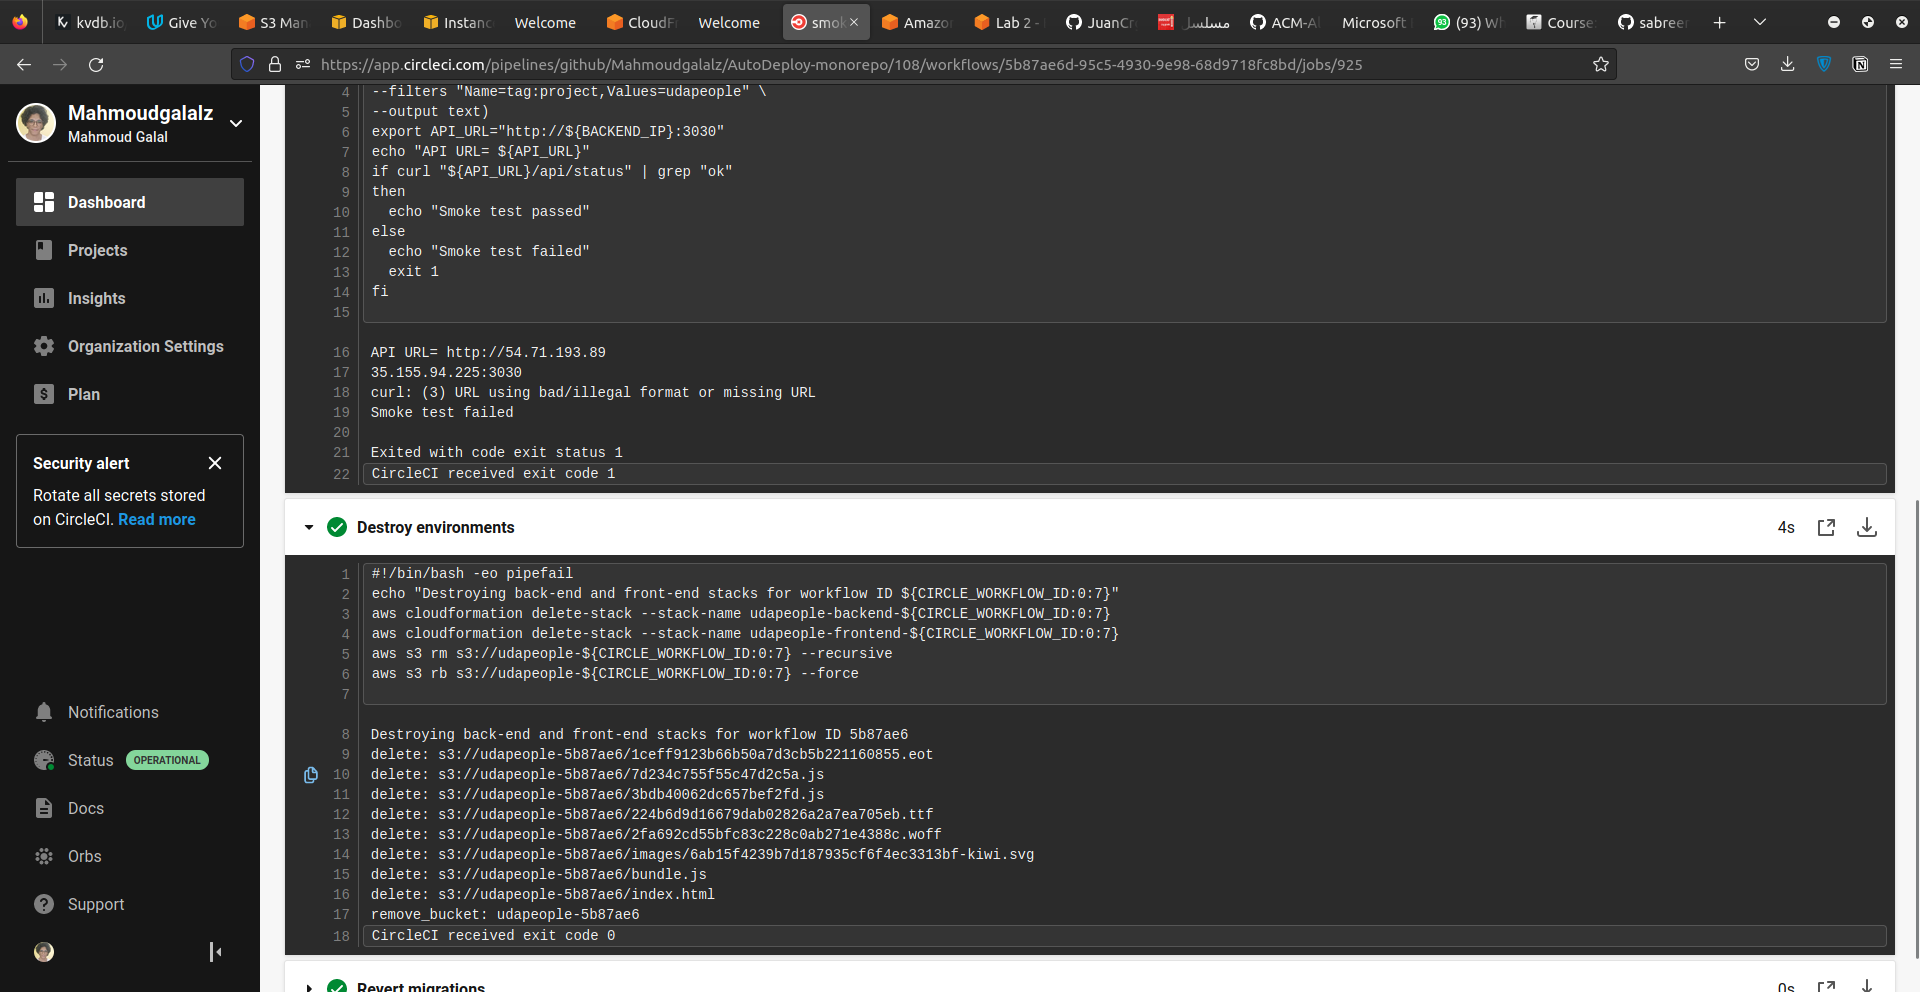 kvdb.io
Give Yo
S3 Man
Dashbo
Instanc
Welcome
CloudF
Welcome
smok
Amazo
Lab 2 -
JuanCr
مسلسل
ACM-A
Microsoft
(93) Wh
Course
sabreer
https://app.circleci.com/pipelines/github/Mahmoudgalalz/AutoDeploy-monorepo/108/workflows/5b87ae6d-95c5-4930-9e98-68d9718fc8bd/jobs/925
Mahmoudgalalz
Mahmoud Galal
Dashboard
Projects
Insights
Organization Settings
Plan
Security alert
Rotate all secrets stored
on CircleCI. Read more
Notifications
Status OPERATIONAL
Docs
Orbs
Support
4 --filters "Name=tag:project,Values=udapeople" \
5 --output text)
6 export API_URL="http://${BACKEND_IP}:3030"
7 echo "API URL= ${API_URL}"
8 if curl "${API_URL}/api/status" | grep "ok"
9 then
10 echo "Smoke test passed"
11 else
12 echo "Smoke test failed"
13 exit 1
14 fi
15
16 API URL= http://54.71.193.89
17 35.155.94.225:3030
18 curl: (3) URL using bad/illegal format or missing URL
19 Smoke test failed
20
21 Exited with code exit status 1
22 CircleCI received exit code 1
Destroy environments 4s
1 #!/bin/bash -eo pipefail
2 echo "Destroying back-end and front-end stacks for workflow ID ${CIRCLE_WORKFLOW_ID:0:7}"
3 aws cloudformation delete-stack --stack-name udapeople-backend-${CIRCLE_WORKFLOW_ID:0:7}
4 aws cloudformation delete-stack --stack-name udapeople-frontend-${CIRCLE_WORKFLOW_ID:0:7}
5 aws s3 rm s3://udapeople-${CIRCLE_WORKFLOW_ID:0:7} --recursive
6 aws s3 rb s3://udapeople-${CIRCLE_WORKFLOW_ID:0:7} --force
7
8 Destroying back-end and front-end stacks for workflow ID 5b87ae6
9 delete: s3://udapeople-5b87ae6/1ceff9123b66b50a7d3cb5b221160855.eot
10 delete: s3://udapeople-5b87ae6/7d234c755f55c47d2c5a.js
11 delete: s3://udapeople-5b87ae6/3bdb40062dc657bef2fd.js
12 delete: s3://udapeople-5b87ae6/224b6d9d16679dab02826a2a7ea705eb.ttf
13 delete: s3://udapeople-5b87ae6/2fa692cd55bfc83c228c0ab271e4388c.woff
14 delete: s3://udapeople-5b87ae6/images/6ab15f4239b7d187935cf6f4ec3313bf-kiwi.svg
15 delete: s3://udapeople-5b87ae6/bundle.js
16 delete: s3://udapeople-5b87ae6/index.html
17 remove_bucket: udapeople-5b87ae6
18 CircleCI received exit code 0
Revert migrations 0s